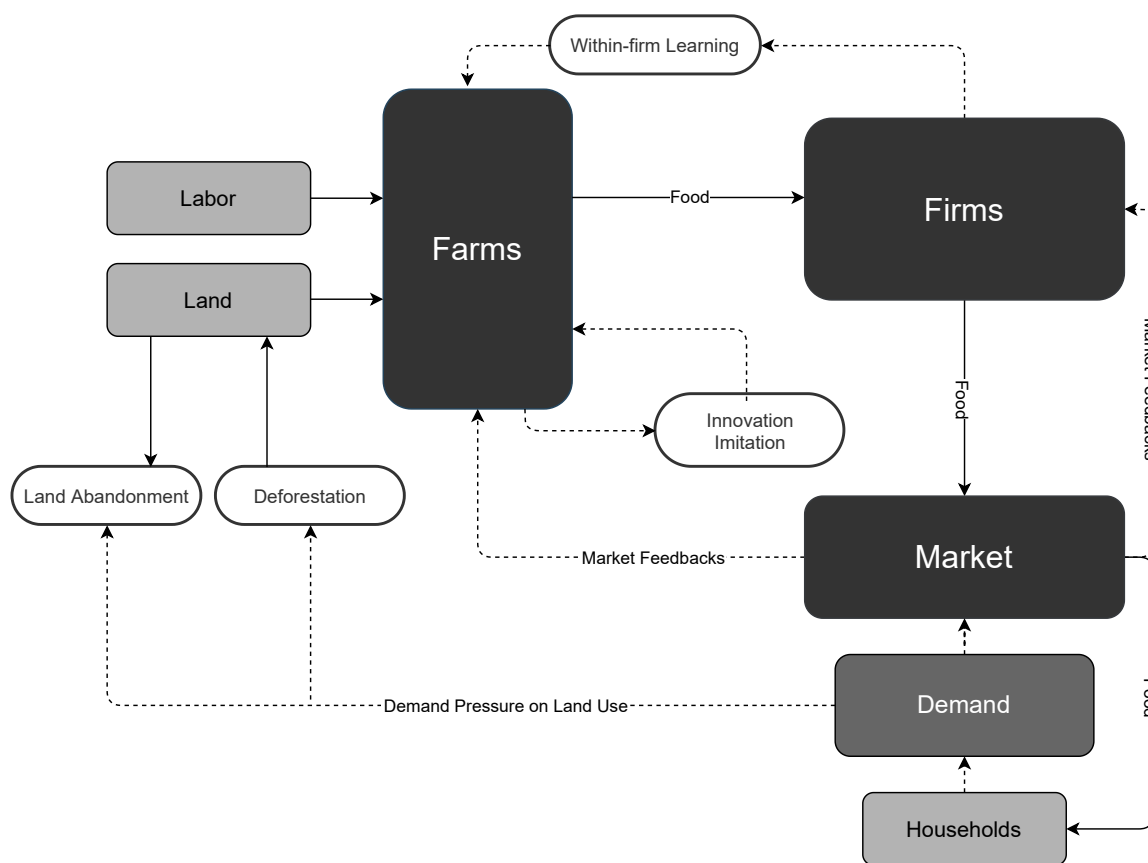 Within-firm Learning
Labor
Land
Farms
Food
Firms
Innovation
Imitation
Food
Land Abandonment
Deforestation
Market Feedbacks
Market
Demand Pressure on Land Use
Demand
Households